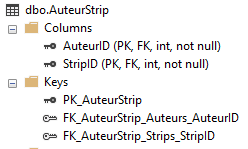 dbo.AuteurStrip
Columns
AuteurID (PK, FK, int, not null)
StripID (PK, FK, int, not null)
Keys
PK_AuteurStrip
FK_AuteurStrip_Auteurs_AuteurID
FK_AuteurStrip_Strips_StripID